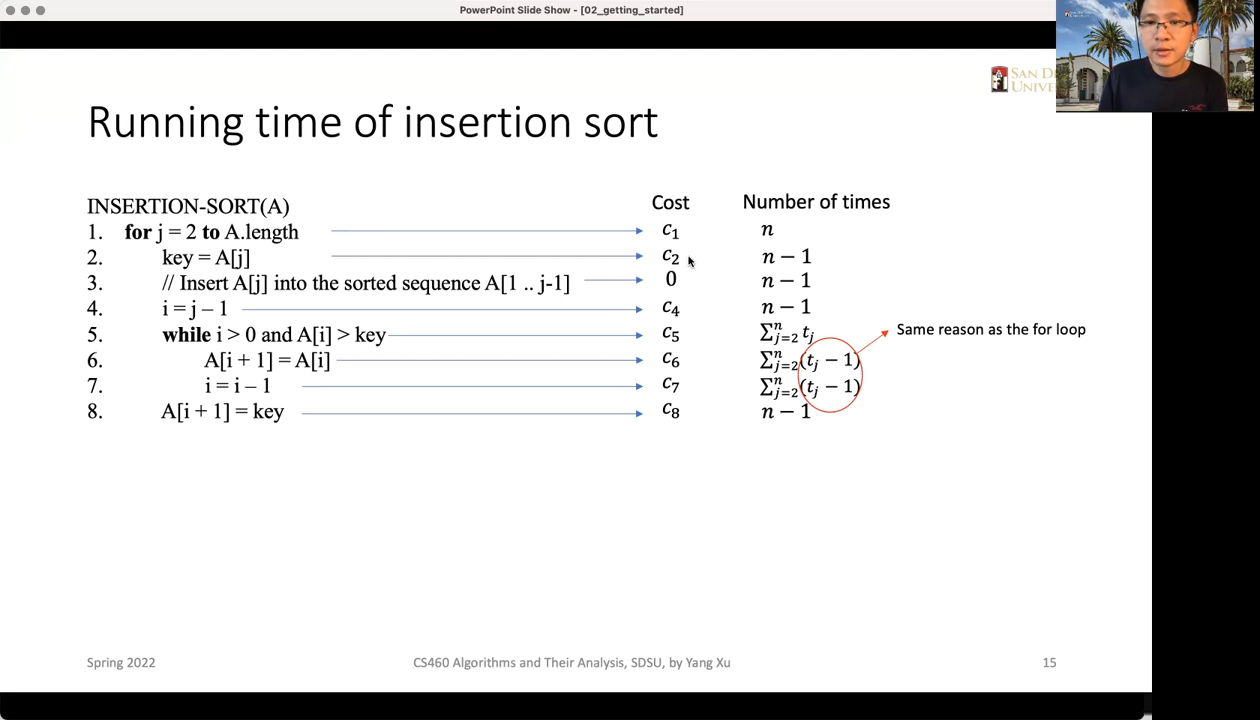 PowerPoint Slide Show - [02_getting_started]
SAN D
UNIVE
Running time of insertion sort
INSERTION-SORT(A) Cost Number of times
1. for j = 2 to A.length c₁ n
2. key = A[j] c₂ n − 1
3. // Insert A[j] into the sorted sequence A[1 .. j-1] 0 n − 1
4. i = j – 1 c₄ n − 1
5. while i > 0 and A[i] > key c₅ ∑ⁿⱼ₌₂ tⱼ Same reason as the for loop
6. A[i + 1] = A[i] c₆ ∑ⁿⱼ₌₂(tⱼ − 1)
7. i = i – 1 c₇ ∑ⁿⱼ₌₂(tⱼ − 1)
8. A[i + 1] = key c₈ n − 1
Spring 2022 CS460 Algorithms and Their Analysis, SDSU, by Yang Xu 15